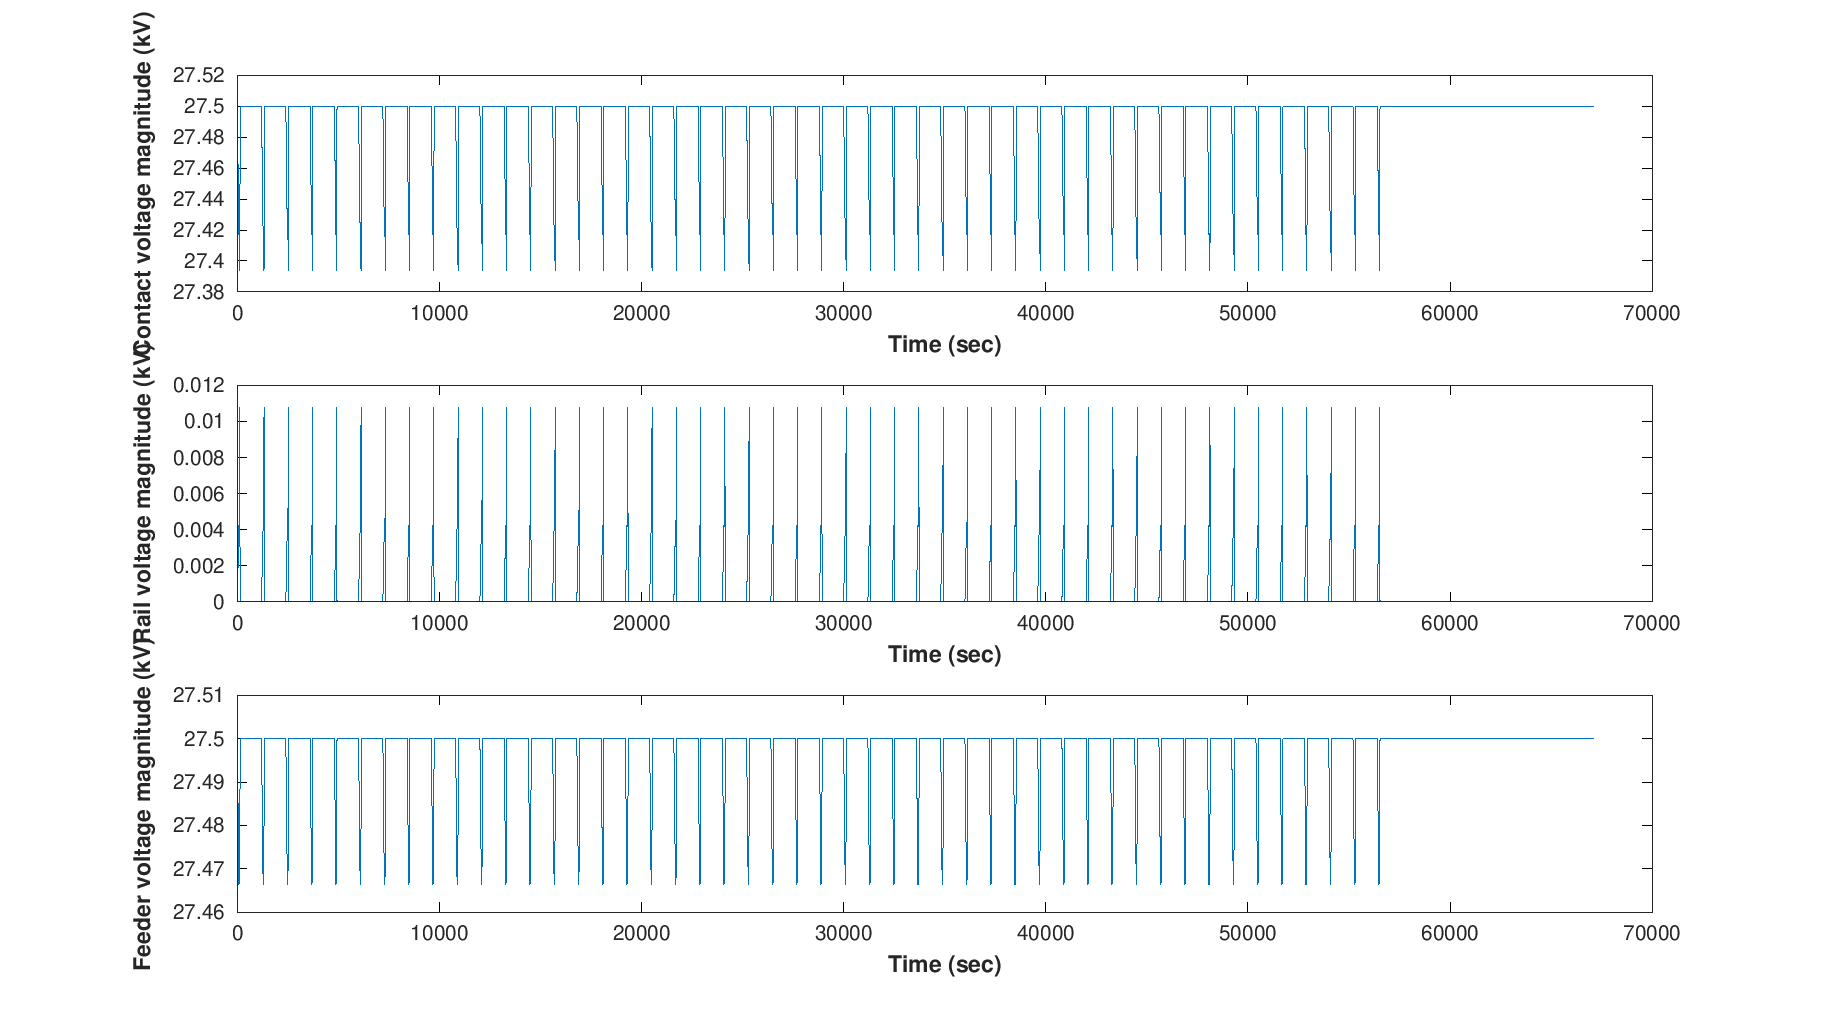 Contact voltage magnitude (kV)
27.52
27.5
27.48
27.46
27.44
27.42
27.4
27.38
0 10000 20000 30000 40000 50000 60000 70000
Time (sec)
Rail voltage magnitude (kV)
0.012
0.01
0.008
0.006
0.004
0.002
0
0 10000 20000 30000 40000 50000 60000 70000
Time (sec)
Feeder voltage magnitude (kV)
27.51
27.5
27.49
27.48
27.47
27.46
0 10000 20000 30000 40000 50000 60000 70000
Time (sec)